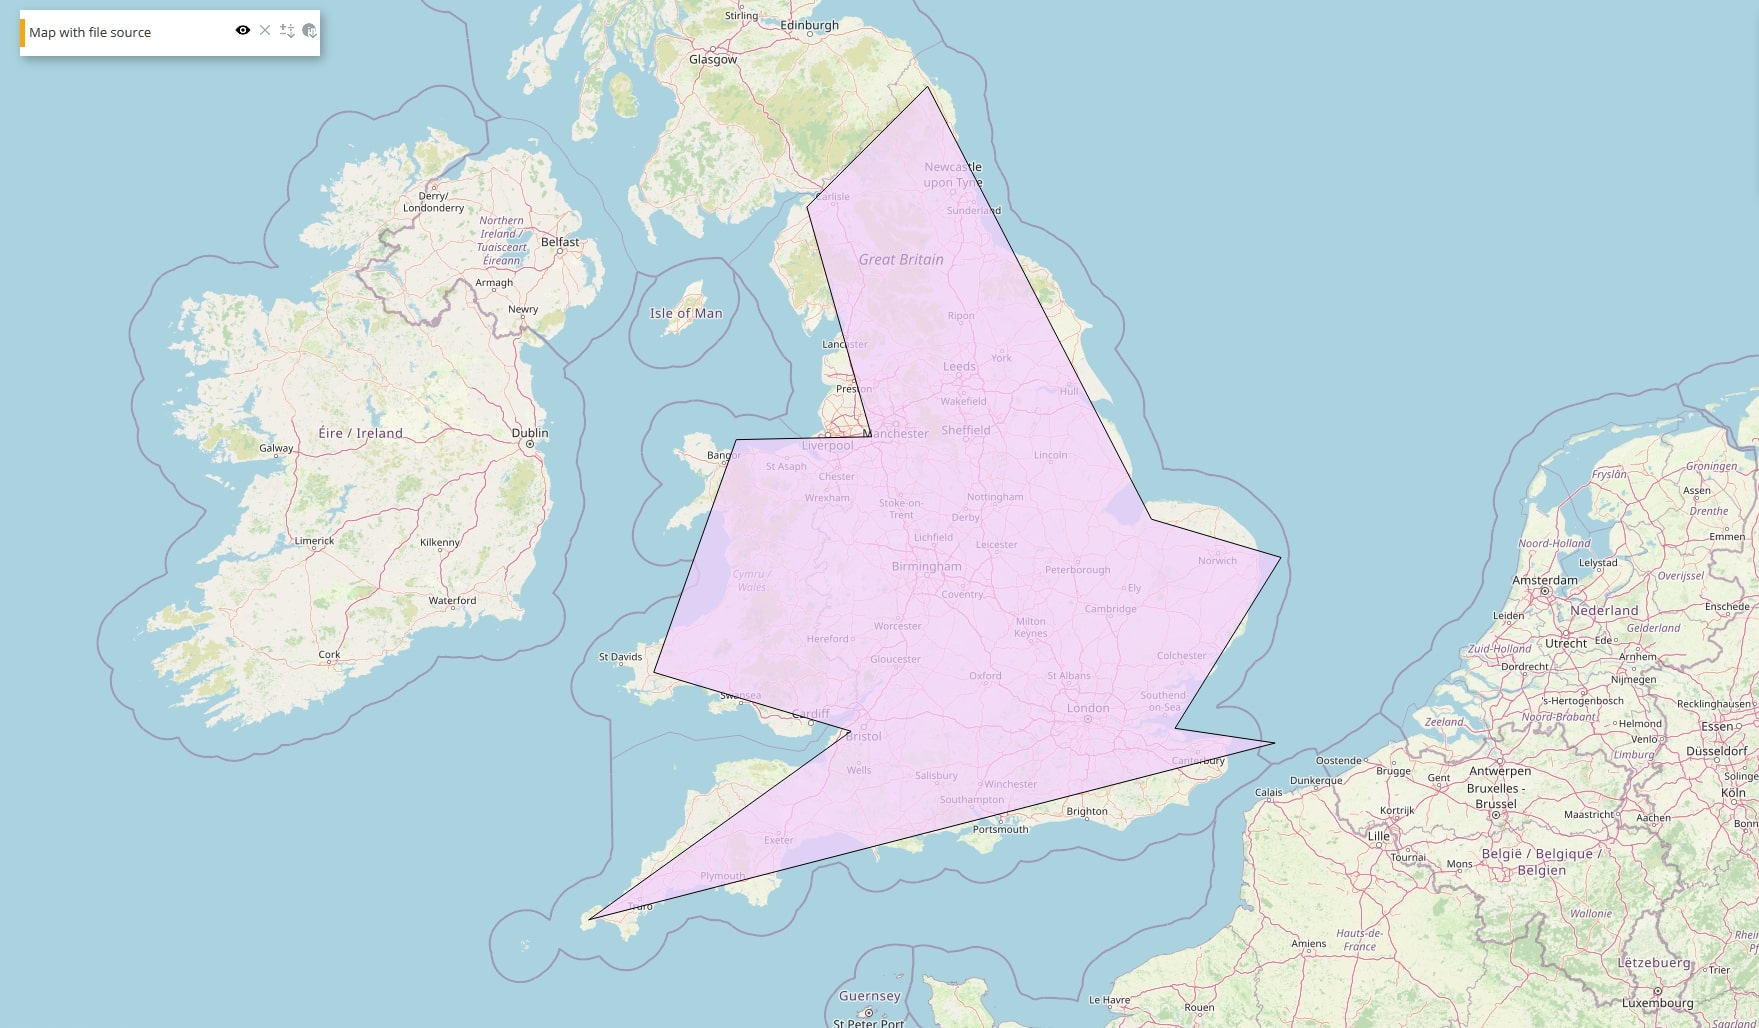 Map with file source
Stirling
Edinburgh
Glasgow
Derry/
Londonderry
Northern
Ireland /
Tuaisceart
Éireann
Belfast
Armagh
Newry
Newcastle
upon Tyne
Carlisle
Sunderland
Great Britain
Isle of Man
Ripon
Lancaster
York
Leeds
Preston
Hull
Wakefield
Éire / Ireland
Dublin
Galway
Manchester
Sheffield
Liverpool
Bangor
St Asaph
Lincoln
Chester
Wrexham
Stoke-on-
Trent
Nottingham
Derby
Limerick
Kilkenny
Lichfield
Leicester
Norwich
Birmingham
Peterborough
Cymru /
Wales
Coventry
Ely
Waterford
Cambridge
Worcester
Milton
Keynes
Hereford
Cork
St Davids
Gloucester
Colchester
Oxford
St Albans
Swansea
Southend-
on-Sea
Cardiff
London
Bristol
Canterbury
Wells
Salisbury
Winchester
Southampton
Brighton
Portsmouth
Exeter
Plymouth
Truro
Groningen
Fryslân
Assen
Drenthe
Emmen
Noord-Holland
Lelystad
Overijssel
Amsterdam
Enschede
Leiden
Nederland
Gelderland
Utrecht
Ede
Zuid-Holland
Arnhem
Dordrecht
Nijmegen
's-Hertogenbosch
Recklinghausen
Zeeland
Noord-Brabant
Helmond
Essen
Venlo
Limburg
Düsseldorf
Oostende
Brugge
Gent
Antwerpen
Solingen
Dunkerque
Calais
Bruxelles -
Brussel
Köln
Kortrijk
Maastricht
Aachen
Bonn
Lille
Tournai
Mons
België / Belgique /
Belgien
Wallonie
Hauts-de-
France
Amiens
Lëtzebuerg
Trier
Luxembourg
Saarland
Guernsey
St Peter Port
Le Havre
Rouen